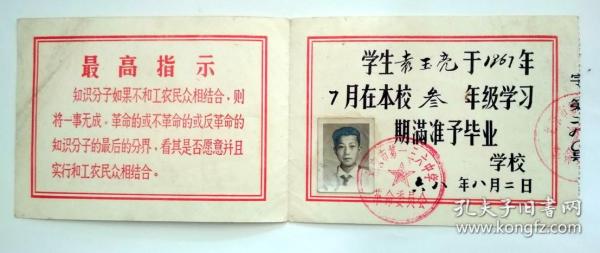 最高指示
知识分子如果不和工农民众相结合，则
将一事无成。革命的或不革命的或反革命的
知识分子的最后的分界，看其是否愿意并且
实行和工农民众相结合。
学生袁玉亮于1967年
7月在本校叁年级学习
期满准予毕业
学校
六八年八月二日
革命委员会
孔夫子旧书网
www.kongfz.com